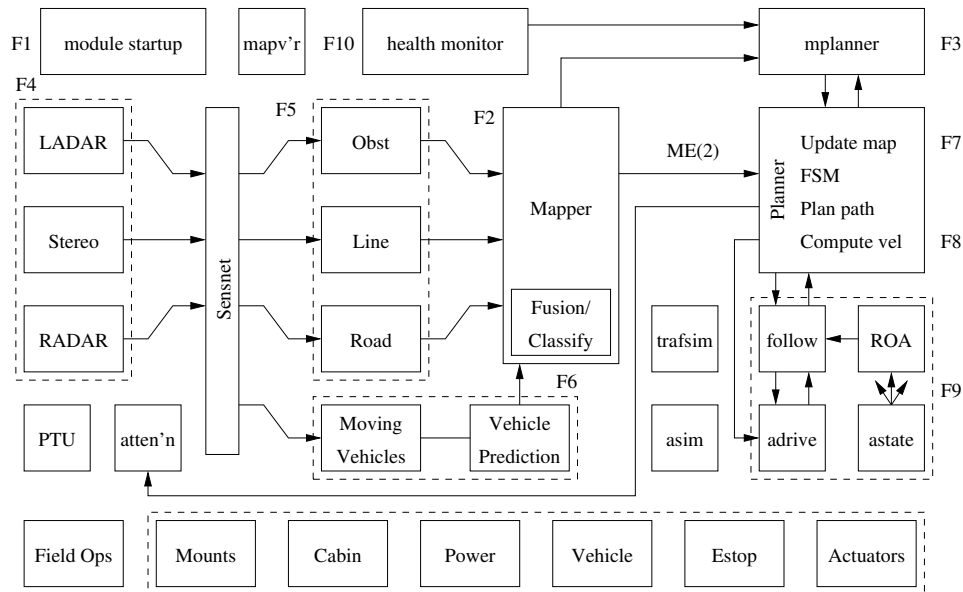 F1
module startup
mapv'r
F10
health monitor
mplanner
F3
F4
F5
F2
LADAR
Obst
ME(2)
Planner
Update map
F7
FSM
Stereo
Line
Mapper
Plan path
Compute vel
F8
Sensnet
RADAR
Road
Fusion/
Classify
trafsim
follow
ROA
F6
F9
PTU
atten'n
Moving
Vehicles
Vehicle
Prediction
asim
adrive
astate
Field Ops
Mounts
Cabin
Power
Vehicle
Estop
Actuators